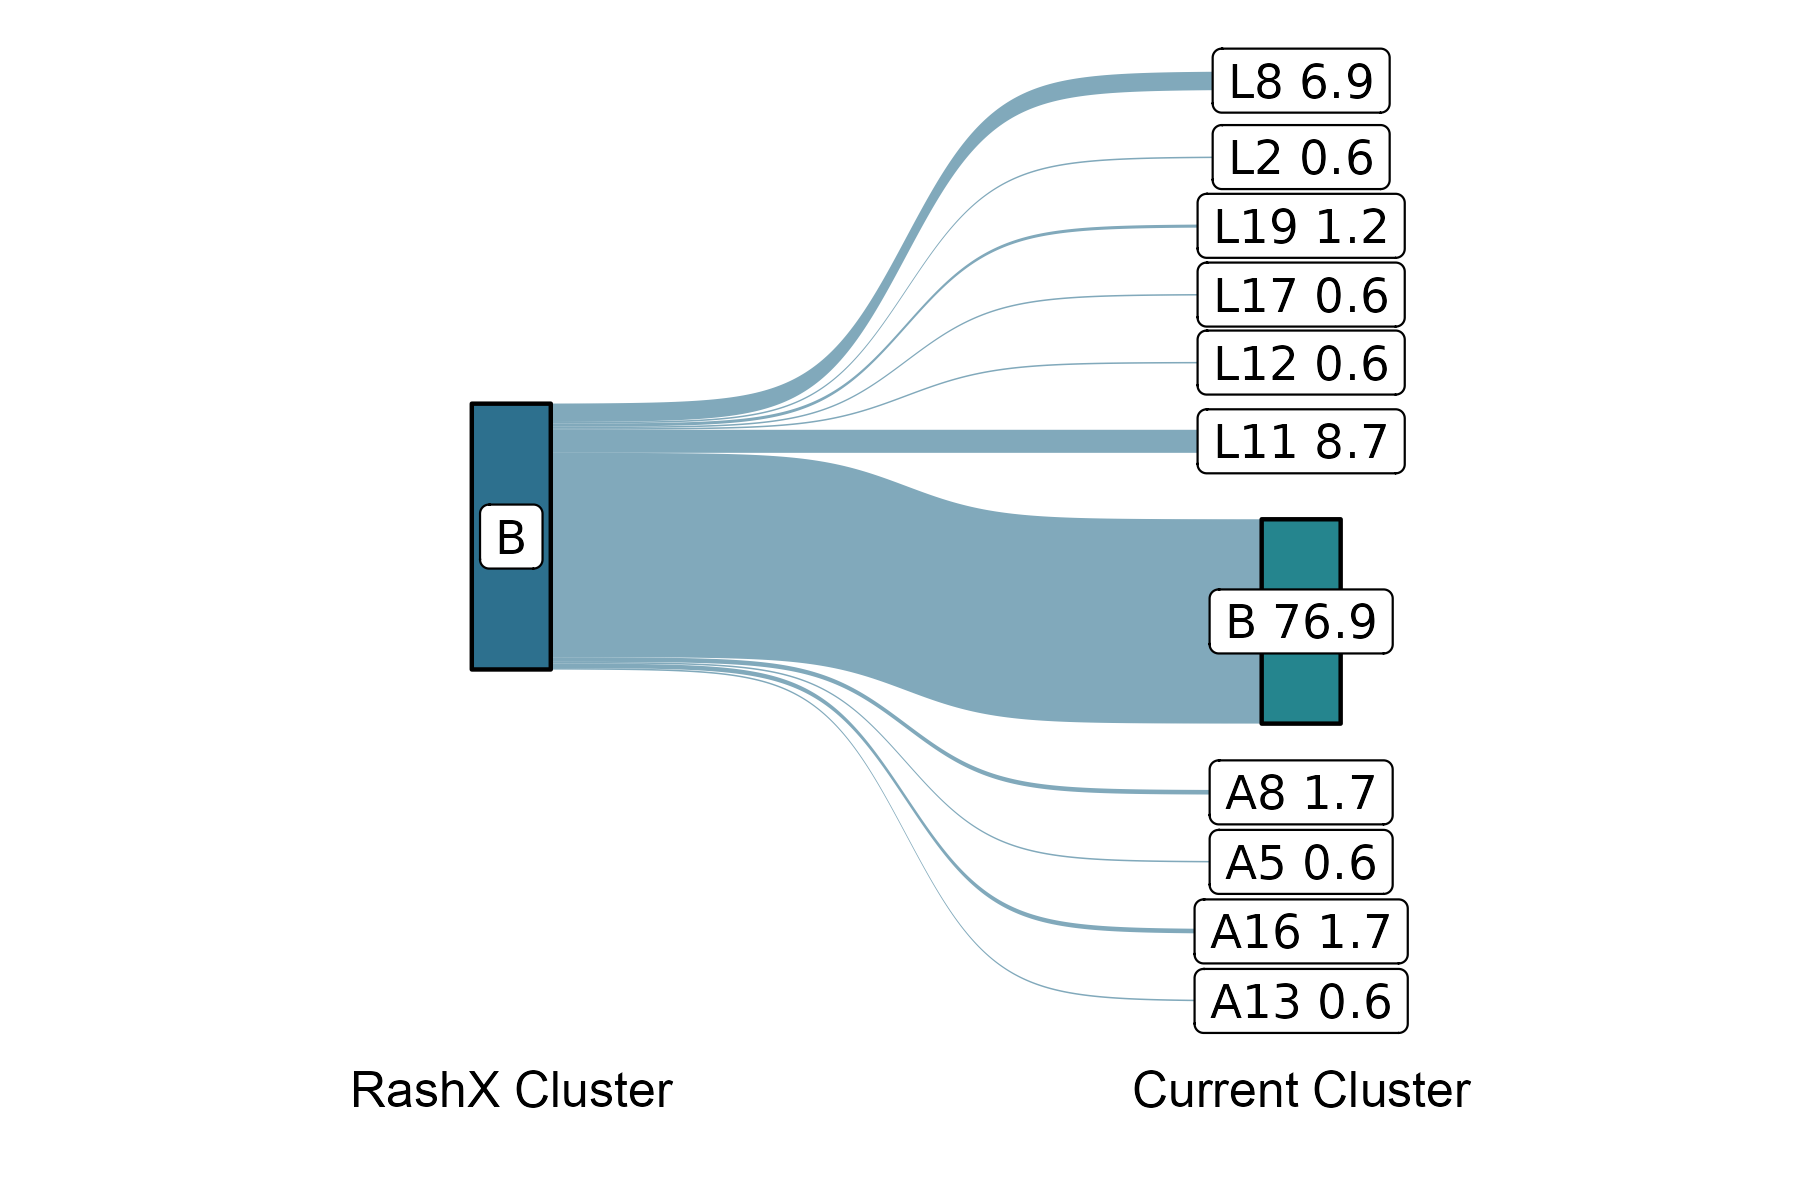 L8 6.9
L2 0.6
L19 1.2
L17 0.6
L12 0.6
L11 8.7
B
B 76.9
A8 1.7
A5 0.6
A16 1.7
A13 0.6
RashX Cluster
Current Cluster